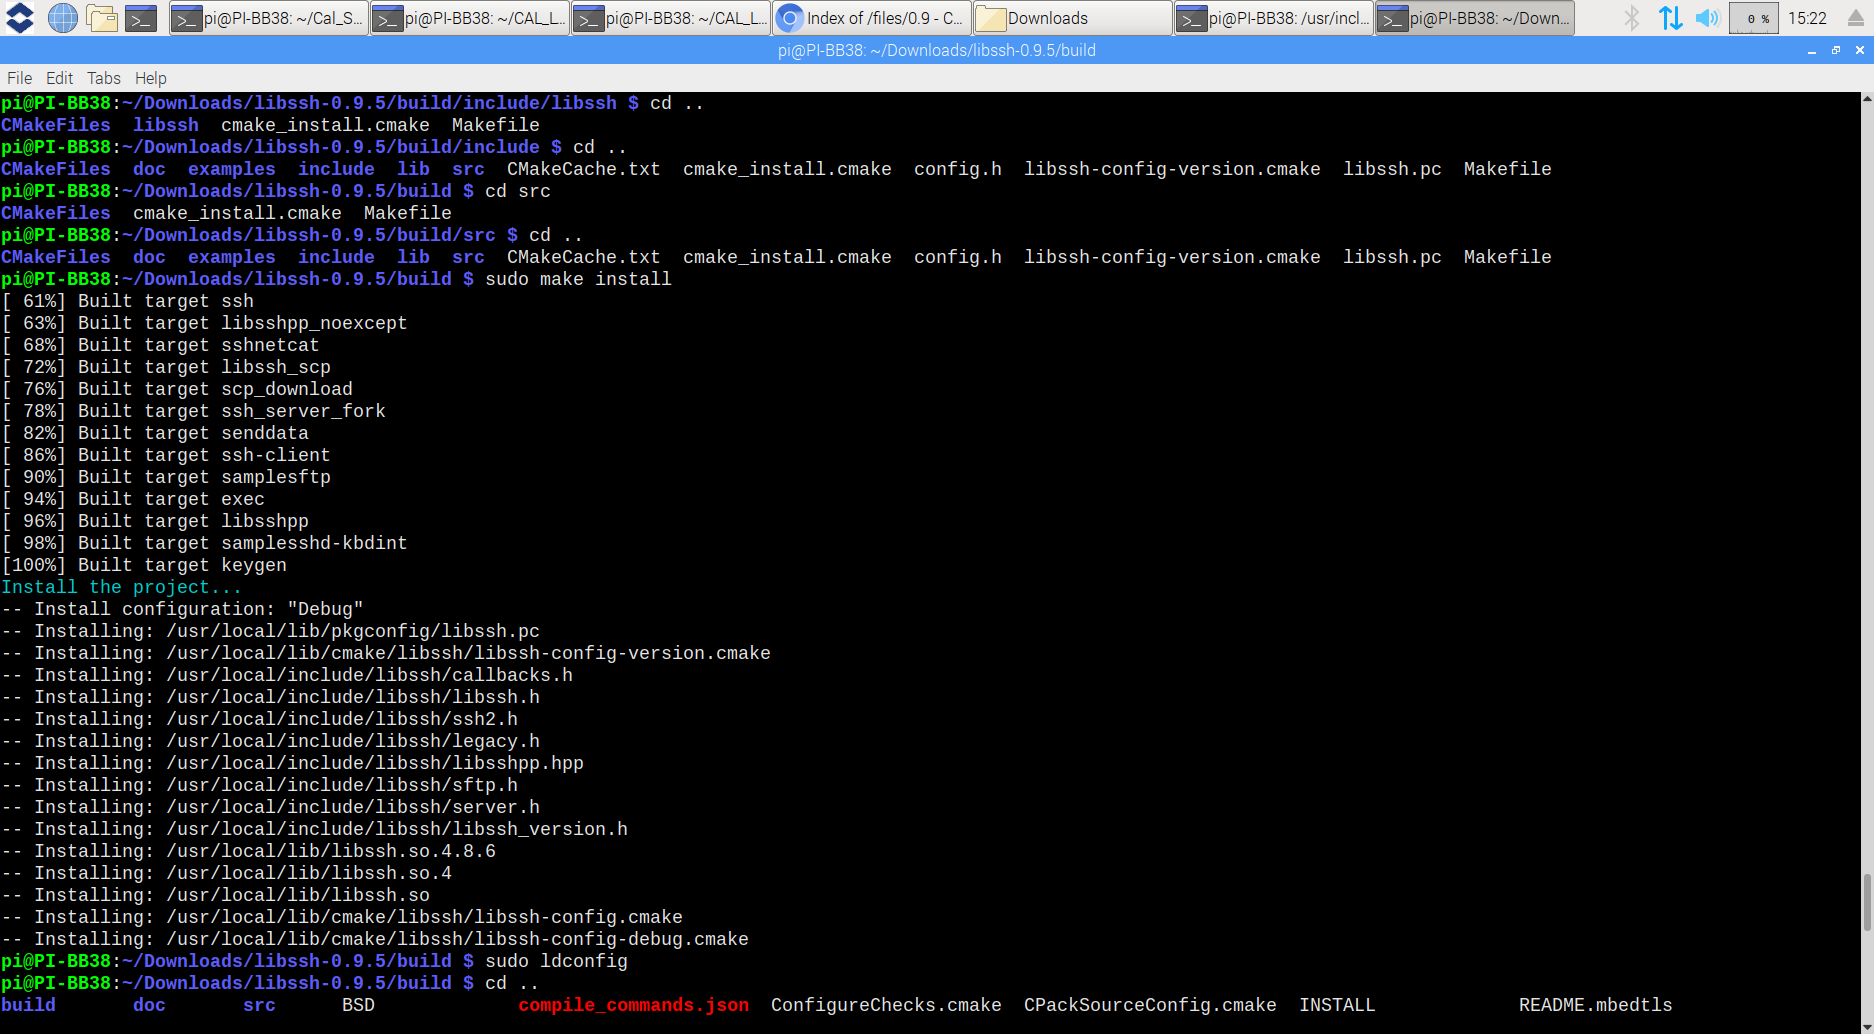 pi@PI-BB38: ~/Cal_S... pi@PI-BB38: ~/CAL_L... pi@PI-BB38: ~/CAL_L... Index of /files/0.9 - C... Downloads pi@PI-BB38: /usr/incl... pi@PI-BB38: ~/Down... 0 % 15:22
pi@PI-BB38: ~/Downloads/libssh-0.9.5/build
File Edit Tabs Help
pi@PI-BB38:~/Downloads/libssh-0.9.5/build/include/libssh $ cd ..
CMakeFiles libssh cmake_install.cmake Makefile
pi@PI-BB38:~/Downloads/libssh-0.9.5/build/include $ cd ..
CMakeFiles doc examples include lib src CMakeCache.txt cmake_install.cmake config.h libssh-config-version.cmake libssh.pc Makefile
pi@PI-BB38:~/Downloads/libssh-0.9.5/build $ cd src
CMakeFiles cmake_install.cmake Makefile
pi@PI-BB38:~/Downloads/libssh-0.9.5/build/src $ cd ..
CMakeFiles doc examples include lib src CMakeCache.txt cmake_install.cmake config.h libssh-config-version.cmake libssh.pc Makefile
pi@PI-BB38:~/Downloads/libssh-0.9.5/build $ sudo make install
[ 61%] Built target ssh
[ 63%] Built target libsshpp_noexcept
[ 68%] Built target sshnetcat
[ 72%] Built target libssh_scp
[ 76%] Built target scp_download
[ 78%] Built target ssh_server_fork
[ 82%] Built target senddata
[ 86%] Built target ssh-client
[ 90%] Built target samplesftp
[ 94%] Built target exec
[ 96%] Built target libsshpp
[ 98%] Built target samplesshd-kbdint
[100%] Built target keygen
Install the project...
-- Install configuration: "Debug"
-- Installing: /usr/local/lib/pkgconfig/libssh.pc
-- Installing: /usr/local/lib/cmake/libssh/libssh-config-version.cmake
-- Installing: /usr/local/include/libssh/callbacks.h
-- Installing: /usr/local/include/libssh/libssh.h
-- Installing: /usr/local/include/libssh/ssh2.h
-- Installing: /usr/local/include/libssh/legacy.h
-- Installing: /usr/local/include/libssh/libsshpp.hpp
-- Installing: /usr/local/include/libssh/sftp.h
-- Installing: /usr/local/include/libssh/server.h
-- Installing: /usr/local/include/libssh/libssh_version.h
-- Installing: /usr/local/lib/libssh.so.4.8.6
-- Installing: /usr/local/lib/libssh.so.4
-- Installing: /usr/local/lib/libssh.so
-- Installing: /usr/local/lib/cmake/libssh/libssh-config.cmake
-- Installing: /usr/local/lib/cmake/libssh/libssh-config-debug.cmake
pi@PI-BB38:~/Downloads/libssh-0.9.5/build $ sudo ldconfig
pi@PI-BB38:~/Downloads/libssh-0.9.5/build $ cd ..
build doc src BSD compile_commands.json ConfigureChecks.cmake CPackSourceConfig.cmake INSTALL README.mbedtls